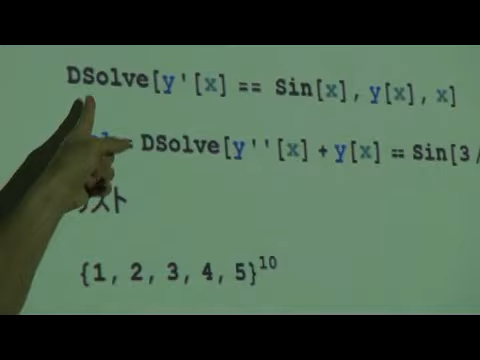 DSolve[y'[x] == Sin[x], y[x], x]
= DSolve[y''[x] + y[x] == Sin[3
スト
{1, 2, 3, 4, 5}^10